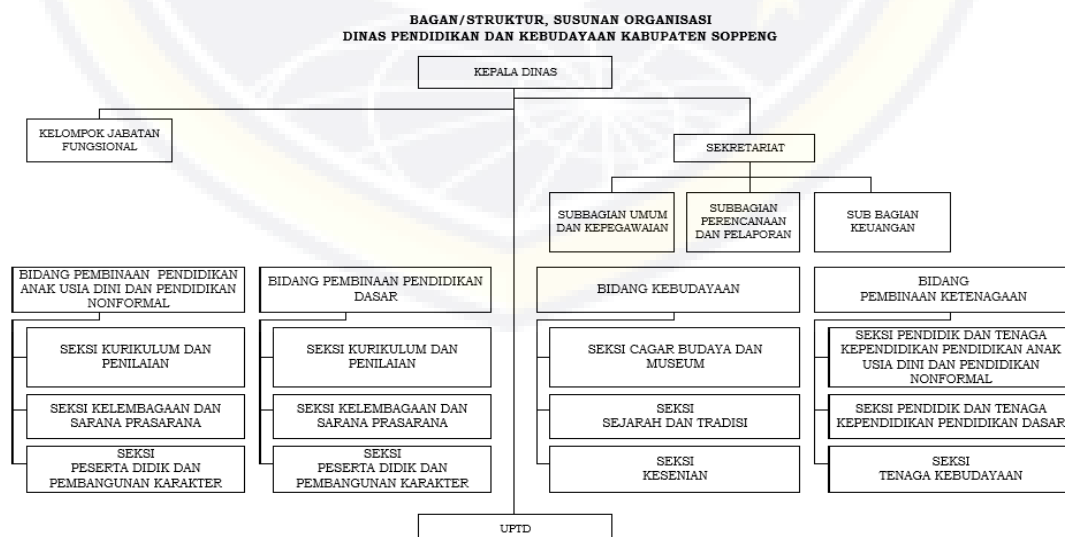 BAGAN/STRUKTUR, SUSUNAN ORGANISASI
DINAS PENDIDIKAN DAN KEBUDAYAAN KABUPATEN SOPPENG
KEPALA DINAS
KELOMPOK JABATAN
FUNGSIONAL
SEKRETARIAT
SUBBAGIAN UMUM
DAN KEPEGAWAIAN
SUBBAGIAN
PERENCANAAN
DAN PELAPORAN
SUB BAGIAN
KEUANGAN
BIDANG PEMBINAAN PENDIDIKAN
ANAK USIA DINI DAN PENDIDIKAN
NONFORMAL
SEKSI KURIKULUM DAN
PENILAIAN
SEKSI KELEMBAGAAN DAN
SARANA PRASARANA
SEKSI
PESERTA DIDIK DAN
PEMBANGUNAN KARAKTER
BIDANG PEMBINAAN PENDIDIKAN
DASAR
SEKSI KURIKULUM DAN
PENILAIAN
SEKSI KELEMBAGAAN DAN
SARANA PRASARANA
SEKSI
PESERTA DIDIK DAN
PEMBANGUNAN KARAKTER
BIDANG KEBUDAYAAN
SEKSI CAGAR BUDAYA DAN
MUSEUM
SEKSI
SEJARAH DAN TRADISI
SEKSI
KESENIAN
BIDANG
PEMBINAAN KETENAGAAN
SEKSI PENDIDIK DAN TENAGA
KEPENDIDIKAN PENDIDIKAN ANAK
USIA DINI DAN PENDIDIKAN
NONFORMAL
SEKSI PENDIDIK DAN TENAGA
KEPENDIDIKAN PENDIDIKAN DASAR
SEKSI
TENAGA KEBUDAYAAN
UPTD